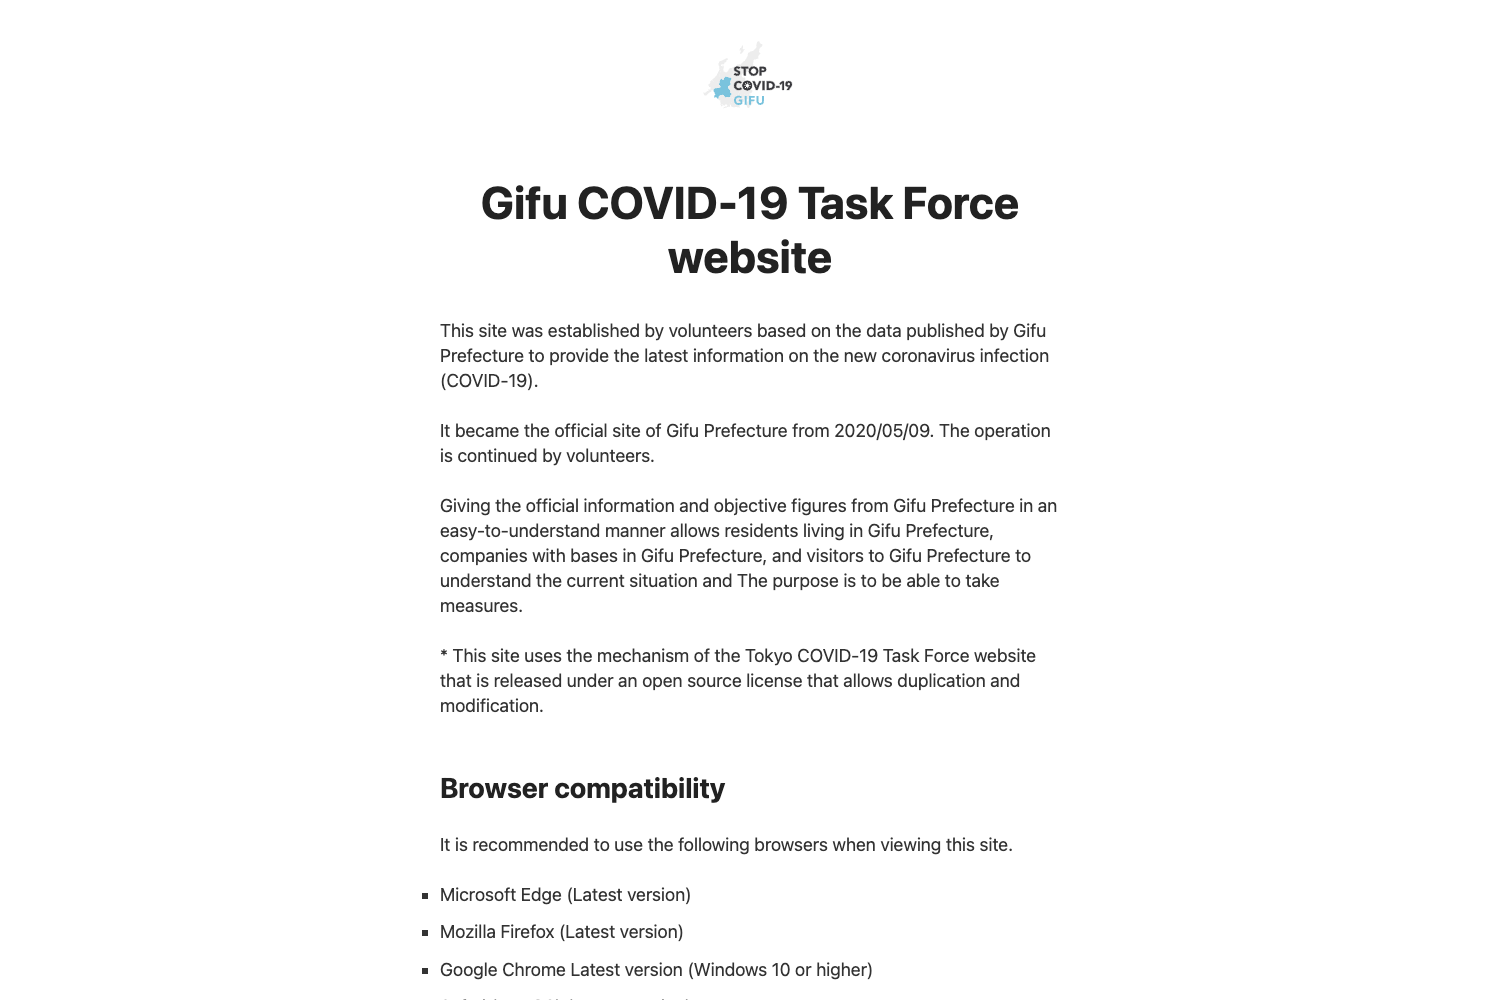 STOP
COVID-19
GIFU
Gifu COVID-19 Task Force
website
This site was established by volunteers based on the data published by Gifu
Prefecture to provide the latest information on the new coronavirus infection
(COVID-19).
It became the official site of Gifu Prefecture from 2020/05/09. The operation
is continued by volunteers.
Giving the official information and objective figures from Gifu Prefecture in an
easy-to-understand manner allows residents living in Gifu Prefecture,
companies with bases in Gifu Prefecture, and visitors to Gifu Prefecture to
understand the current situation and The purpose is to be able to take
measures.
* This site uses the mechanism of the Tokyo COVID-19 Task Force website
that is released under an open source license that allows duplication and
modification.
Browser compatibility
It is recommended to use the following browsers when viewing this site.
▪ Microsoft Edge (Latest version)
▪ Mozilla Firefox (Latest version)
▪ Google Chrome Latest version (Windows 10 or higher)